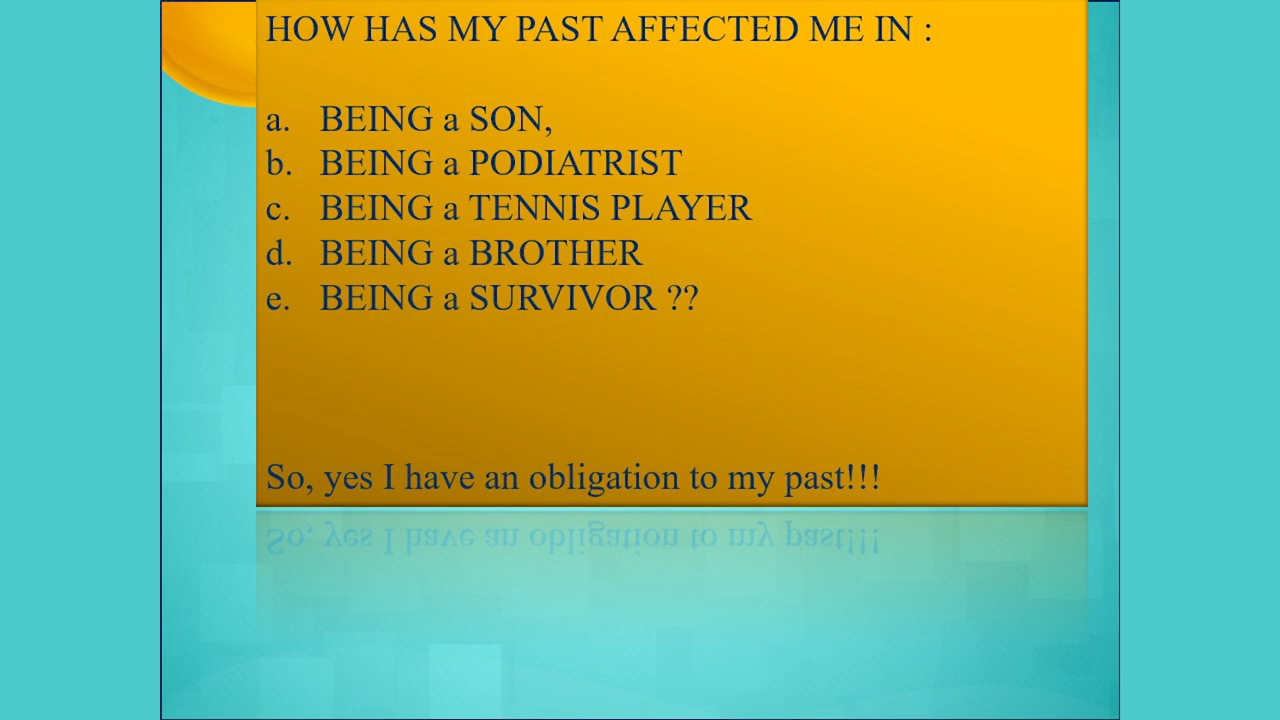 HOW HAS MY PAST AFFECTED ME IN :
a. BEING a SON,
b. BEING a PODIATRIST
c. BEING a TENNIS PLAYER
d. BEING a BROTHER
e. BEING a SURVIVOR ??
So, yes I have an obligation to my past!!!